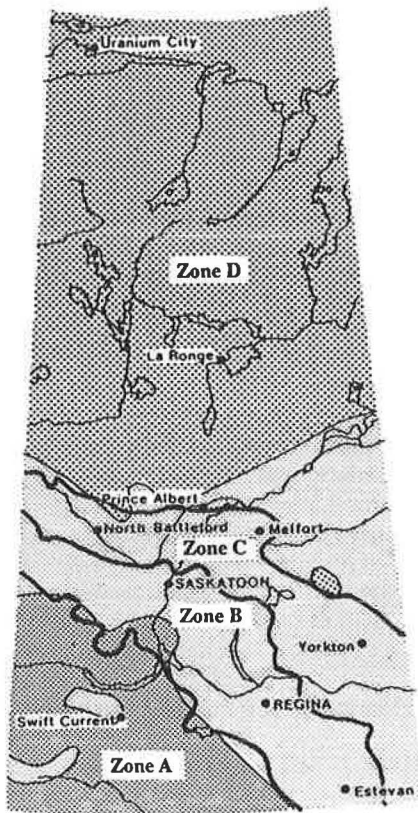 Uranium City
Zone D
La Ronge
Prince Albert
North Battleford
Melfort
Zone C
SASKATOON
Zone B
Yorkton
REGINA
Swift Current
Zone A
Estevan